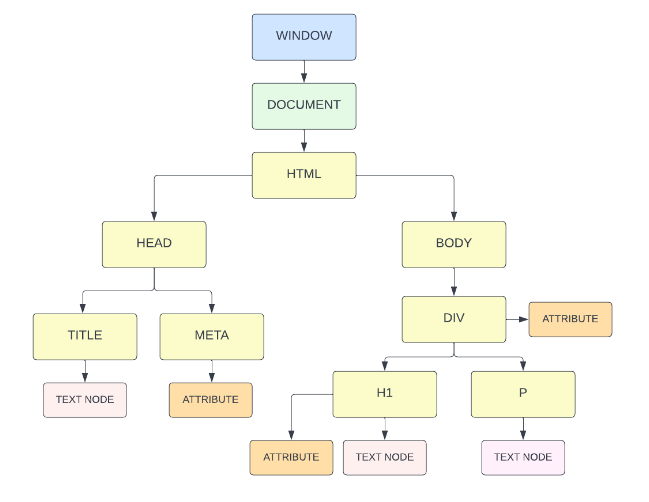 WINDOW
DOCUMENT
HTML
HEAD
BODY
TITLE
META
DIV
ATTRIBUTE
TEXT NODE
ATTRIBUTE
H1
P
ATTRIBUTE
TEXT NODE
TEXT NODE